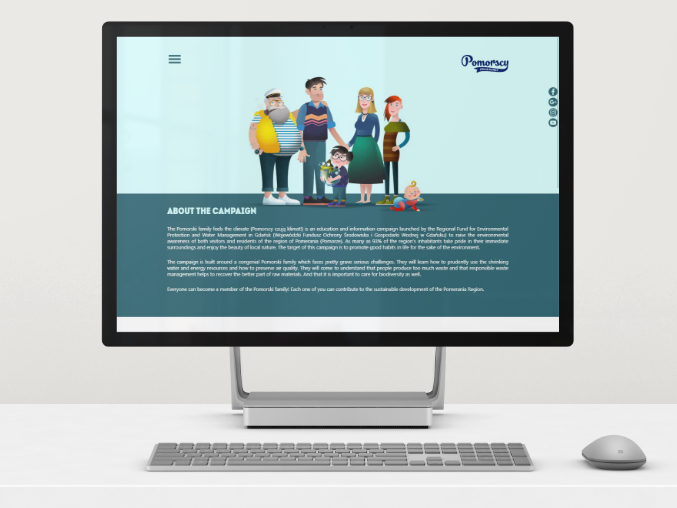 Pomorscy
ABOUT THE CAMPAIGN
The Pomorski family feels the climate (Pomorscy czują klimat!) is an education and information campaign launched by the Regional Fund for Environmental
Protection and Water Management in Gdańsk (Wojewódzki Fundusz Ochrony Środowiska i Gospodarki Wodnej w Gdańsku) to raise the environmental
awareness of both visitors and residents of the region of Pomerania (Pomorze). As many as 93% of the region's inhabitants take pride in their immediate
surroundings and enjoy the beauty of local nature. The target of this campaign is to promote good habits in life for the sake of the environment.
The campaign is built around a congenial Pomorski family which faces pretty grave serious challenges. They will learn how to prudently use the drinking
water and energy resources and how to preserve air quality. They will come to understand that people produce too much waste and that responsible waste
management helps to recover the better part of raw materials. And that it is important to care for biodiversity as well.
Everyone can become a member of the Pomorski family! Each one of you can contribute to the sustainable development of the Pomerania Region.